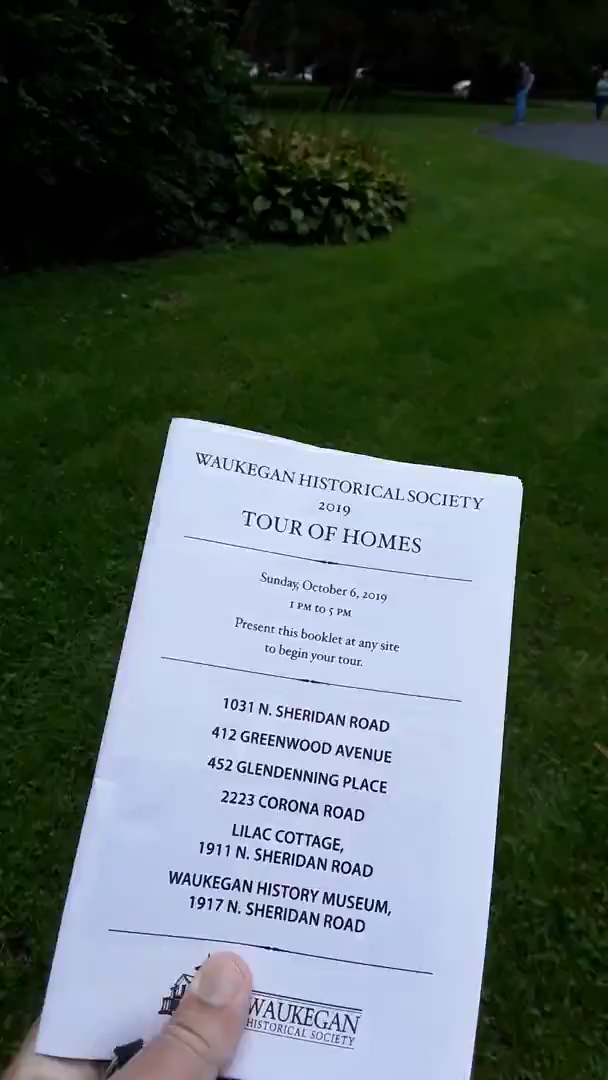 WAUKEGAN HISTORICAL SOCIETY
2019
TOUR OF HOMES
Sunday, October 6, 2019
1 PM to 5 PM
Present this booklet at any site
to begin your tour.
1031 N. SHERIDAN ROAD
412 GREENWOOD AVENUE
452 GLENDENNING PLACE
2223 CORONA ROAD
LILAC COTTAGE,
1911 N. SHERIDAN ROAD
WAUKEGAN HISTORY MUSEUM,
1917 N. SHERIDAN ROAD
WAUKEGAN
HISTORICAL SOCIETY